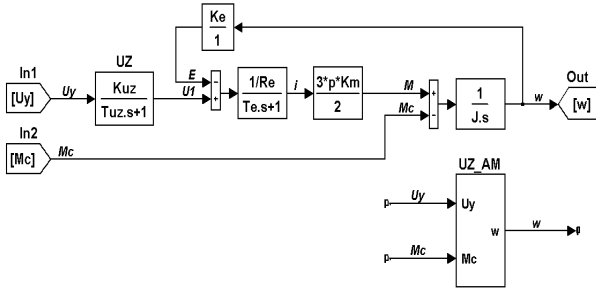 Ke
1
In1
UZ
E
1/Re
3*p*Km
M
1
Out
[Uy]
Uy
Kuz
Tuz.s+1
U1
-
+
Te.s+1
i
2
Mc
+
-
J.s
w
[w]
In2
[Mc]
Mc
UZ_AM
p
Uy
Uy
w
w
p
p
Mc
Mc